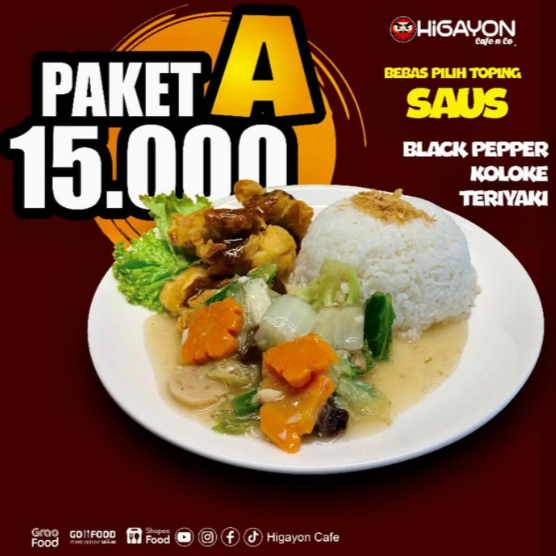 HiGAYON
Cafe n Co
PAKET A
15.000
BEBAS PILIH TOPING
SAUS
BLACK PEPPER
KOLOKE
TERIYAKI
Grab
Food
GOFOOD
Shopee
Food
Higayon Cafe